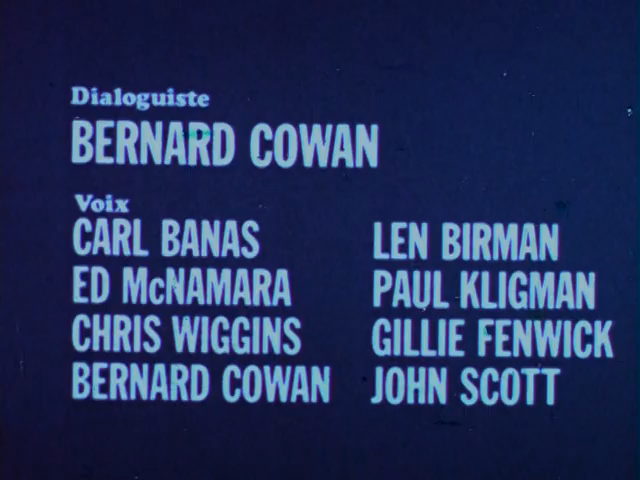 Dialoguiste
BERNARD COWAN
Voix
CARL BANAS
ED McNAMARA
CHRIS WIGGINS
BERNARD COWAN
LEN BIRMAN
PAUL KLIGMAN
GILLIE FENWICK
JOHN SCOTT